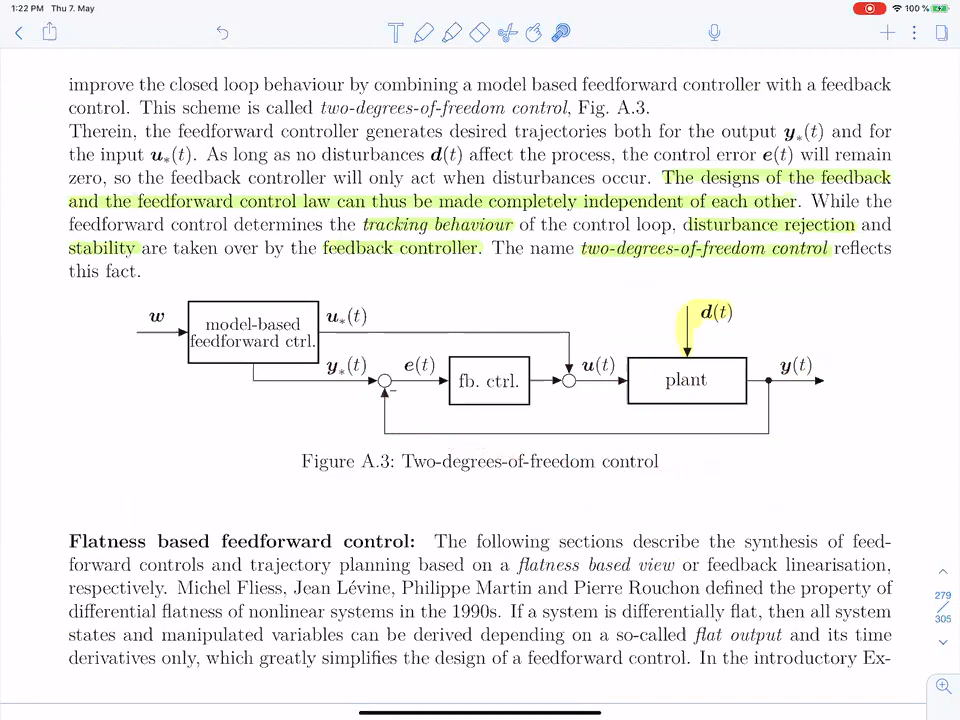 1:22 PM Thu 7. May
100 %
improve the closed loop behaviour by combining a model based feedforward controller with a feedback
control. This scheme is called two-degrees-of-freedom control, Fig. A.3.
Therein, the feedforward controller generates desired trajectories both for the output y*(t) and for
the input u*(t). As long as no disturbances d(t) affect the process, the control error e(t) will remain
zero, so the feedback controller will only act when disturbances occur. The designs of the feedback
and the feedforward control law can thus be made completely independent of each other. While the
feedforward control determines the tracking behaviour of the control loop, disturbance rejection and
stability are taken over by the feedback controller. The name two-degrees-of-freedom control reflects
this fact.
w
model-based
feedforward ctrl.
u*(t)
y*(t)
e(t)
fb. ctrl.
u(t)
d(t)
plant
y(t)
Figure A.3: Two-degrees-of-freedom control
Flatness based feedforward control: The following sections describe the synthesis of feed-
forward controls and trajectory planning based on a flatness based view or feedback linearisation,
respectively. Michel Fliess, Jean Lévine, Philippe Martin and Pierre Rouchon defined the property of
differential flatness of nonlinear systems in the 1990s. If a system is differentially flat, then all system
states and manipulated variables can be derived depending on a so-called flat output and its time
derivatives only, which greatly simplifies the design of a feedforward control. In the introductory Ex-
279
305